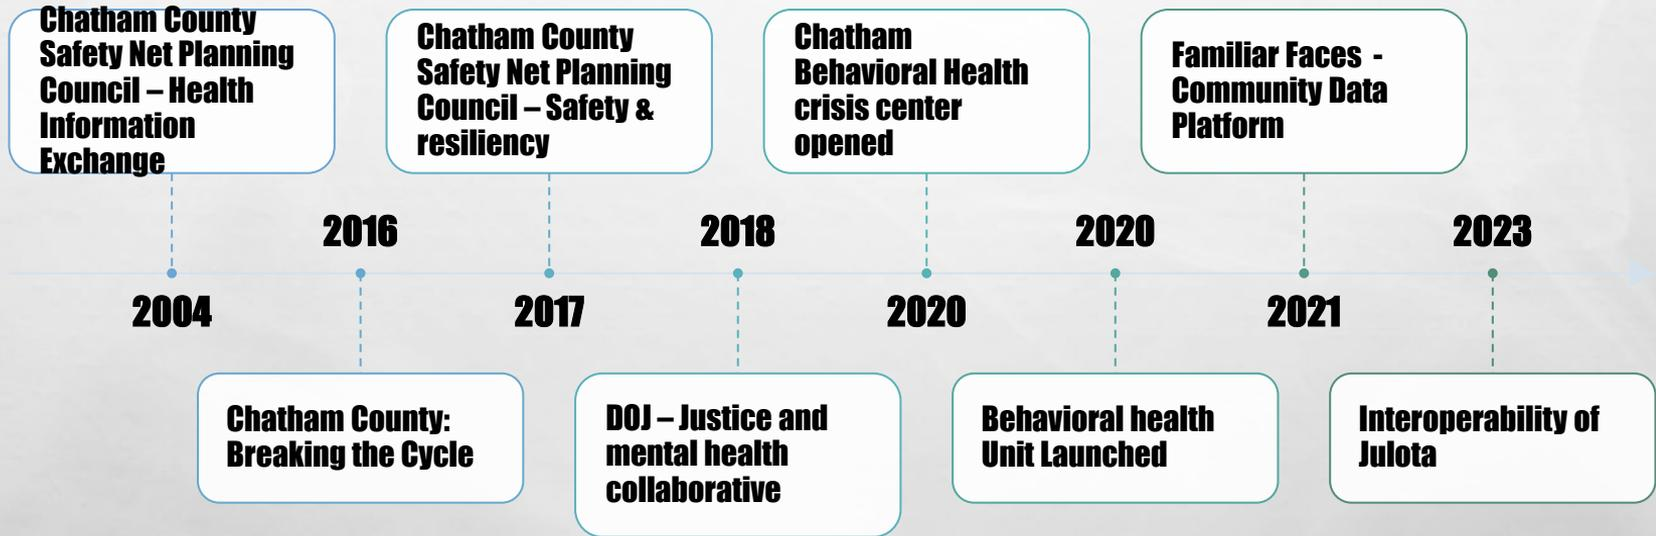 Chatham County
Safety Net Planning
Council – Health
Information
Exchange
Chatham County
Safety Net Planning
Council – Safety &
resiliency
Chatham
Behavioral Health
crisis center
opened
Familiar Faces -
Community Data
Platform
2016
2018
2020
2023
2004
2017
2020
2021
Chatham County:
Breaking the Cycle
DOJ – Justice and
mental health
collaborative
Behavioral health
Unit Launched
Interoperability of
Julota